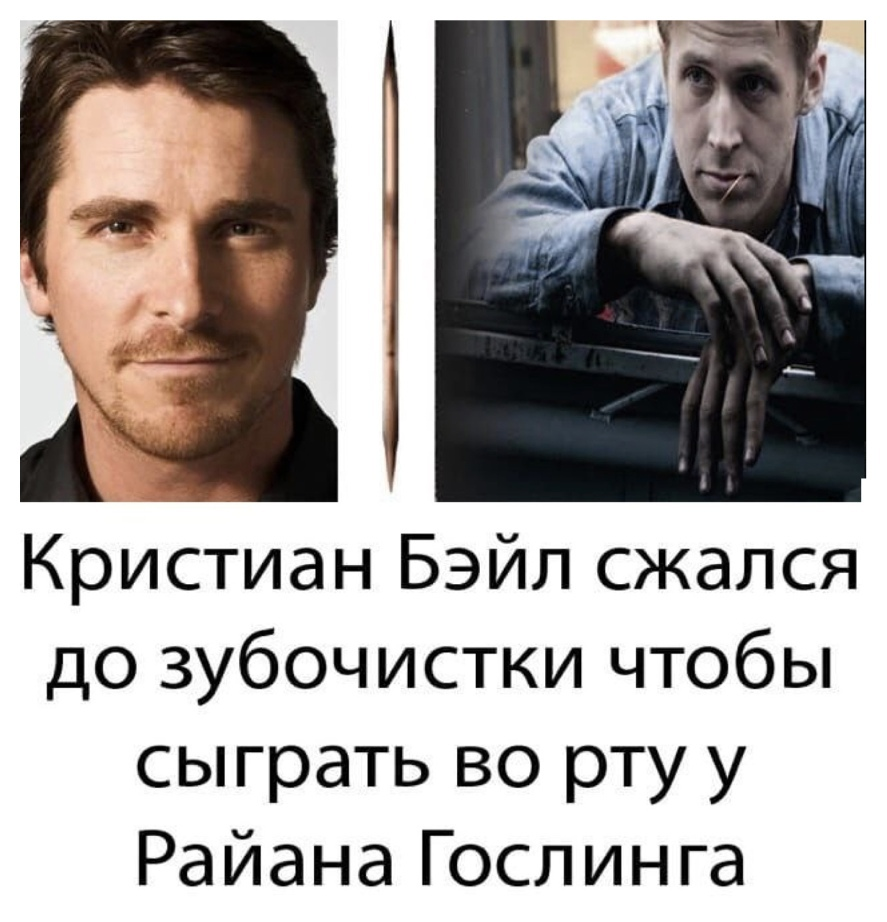 Кристиан Бэйл сжался
до зубочистки чтобы
сыграть во рту у
Райана Гослинга